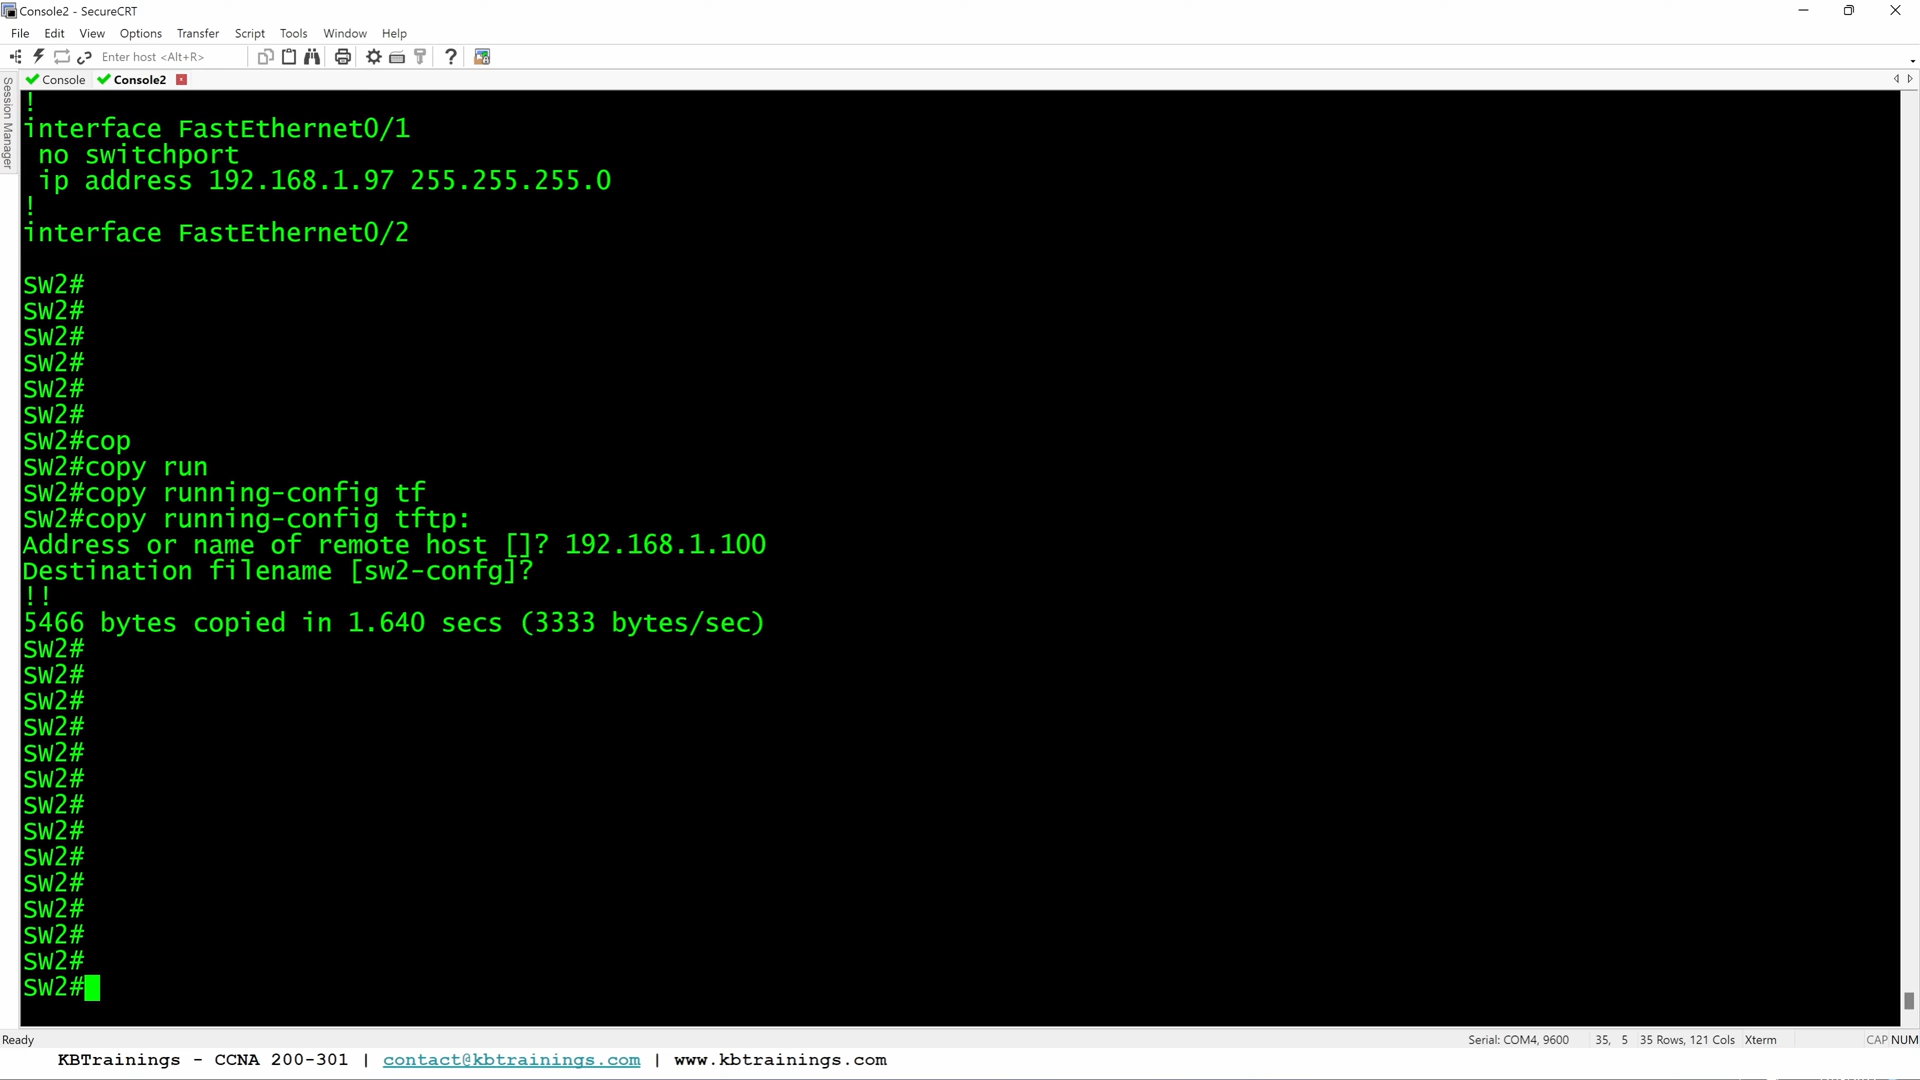 Console2 - SecureCRT
File Edit View Options Transfer Script Tools Window Help
Enter host <Alt+R>
Console Console2
Session Manager
!
interface FastEthernet0/1
 no switchport
 ip address 192.168.1.97 255.255.255.0
!
interface FastEthernet0/2
SW2#
SW2#
SW2#
SW2#
SW2#
SW2#
SW2#cop
SW2#copy run
SW2#copy running-config tf
SW2#copy running-config tftp:
Address or name of remote host []? 192.168.1.100
Destination filename [sw2-confg]?
!!
5466 bytes copied in 1.640 secs (3333 bytes/sec)
SW2#
SW2#
SW2#
SW2#
SW2#
SW2#
SW2#
SW2#
SW2#
SW2#
SW2#
SW2#
SW2#
SW2#
Ready Serial: COM4, 9600 35, 5 35 Rows, 121 Cols Xterm CAP NUM
KBTrainings - CCNA 200-301 | contact@kbtrainings.com | www.kbtrainings.com